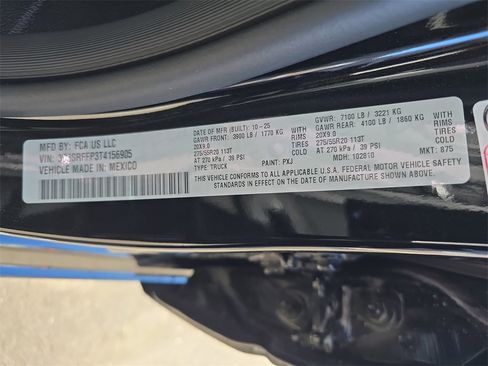 MFD BY: FCA US LLC
VEHICLE MADE IN: MEXICO
DATE OF MFR (BUILT): 10-25
GAWR FRONT: 3900 LB / 1770 KG
WITH
TIRES
RIMS
20X9.0
275/55R20 113T
AT 270 kPa / 39 PSI
PAINT: PXJ
TYPE: TRUCK
GVWR: 7100 LB / 3221 KG
GAWR REAR: 4100 LB / 1860 KG
WITH
TIRES
RIMS
20X9.0
275/55R20 113T
AT 270 kPa / 39 PSI
MDH: 102810
MKT: 875
THIS VEHICLE CONFORMS TO ALL APPLICABLE U.S.A. FEDERAL MOTOR VEHICLE SAFETY
STANDARDS IN EFFECT ON THE DATE OF MANUFACTURE SHOWN ABOVE.